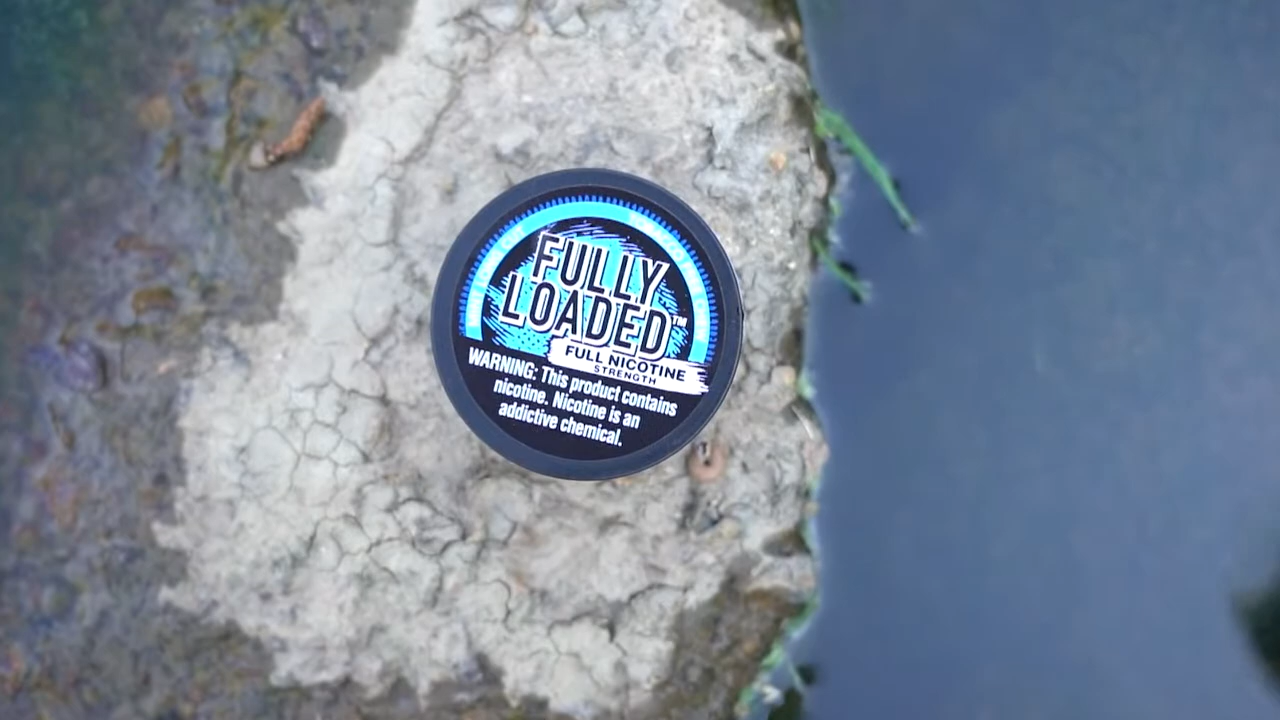 FULLY
LOADED™
FULL NICOTINE
STRENGTH
WARNING: This product contains
nicotine. Nicotine is an
addictive chemical.